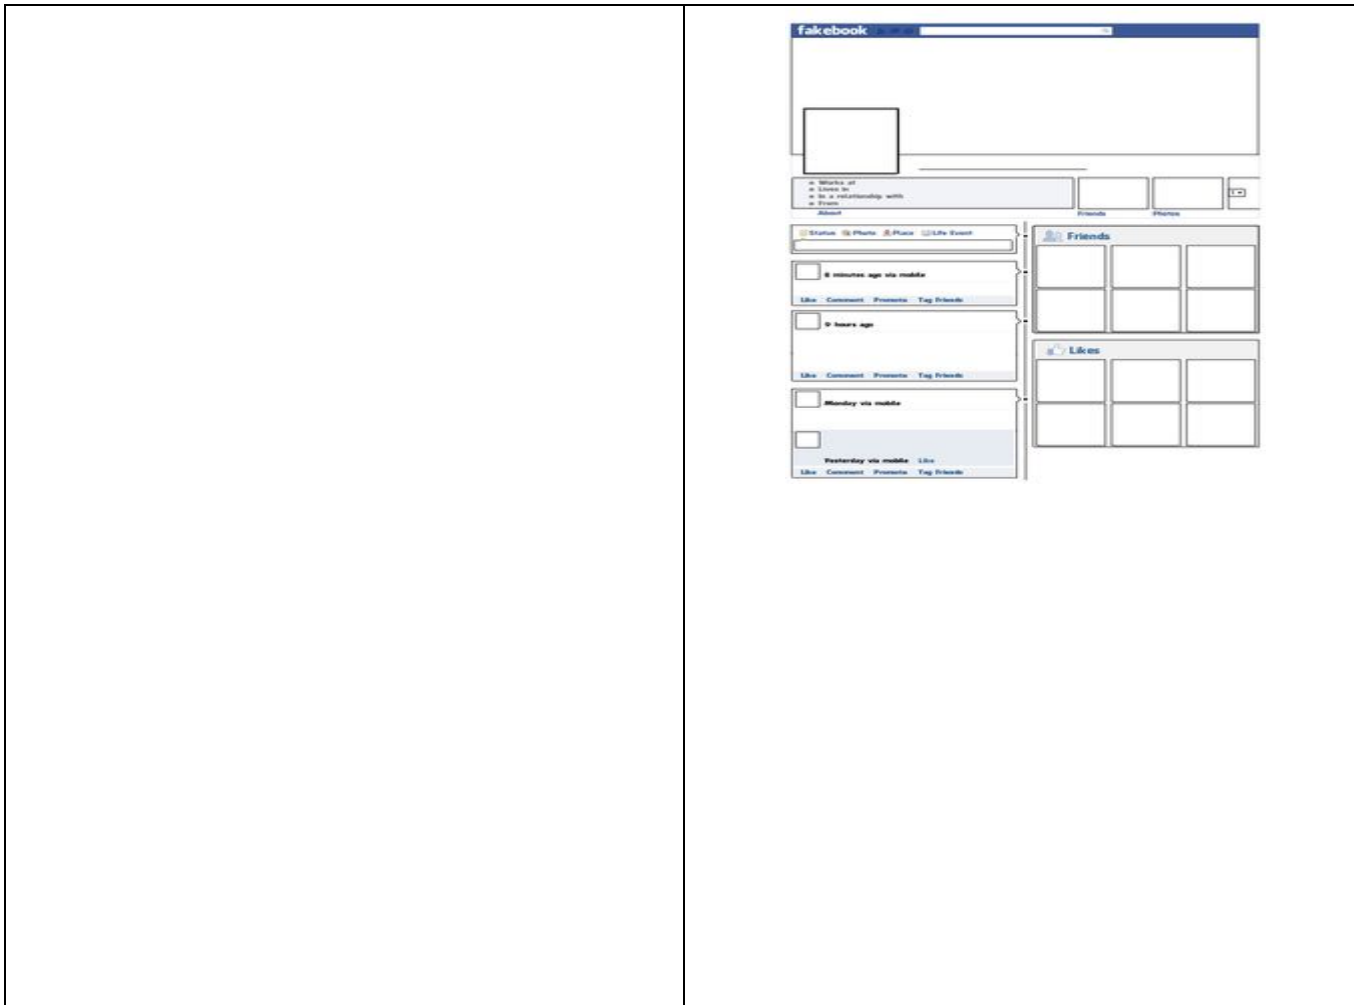 fakebook
Works at
Lives in
In a relationship with
From
About
Friends
Photos
1
Status Photo Place Life Event
8 minutes ago via mobile
Like Comment Promote Tag Friends
9 hours ago
Like Comment Promote Tag Friends
Monday via mobile
Yesterday via mobile Like
Like Comment Promote Tag Friends
Friends
Likes